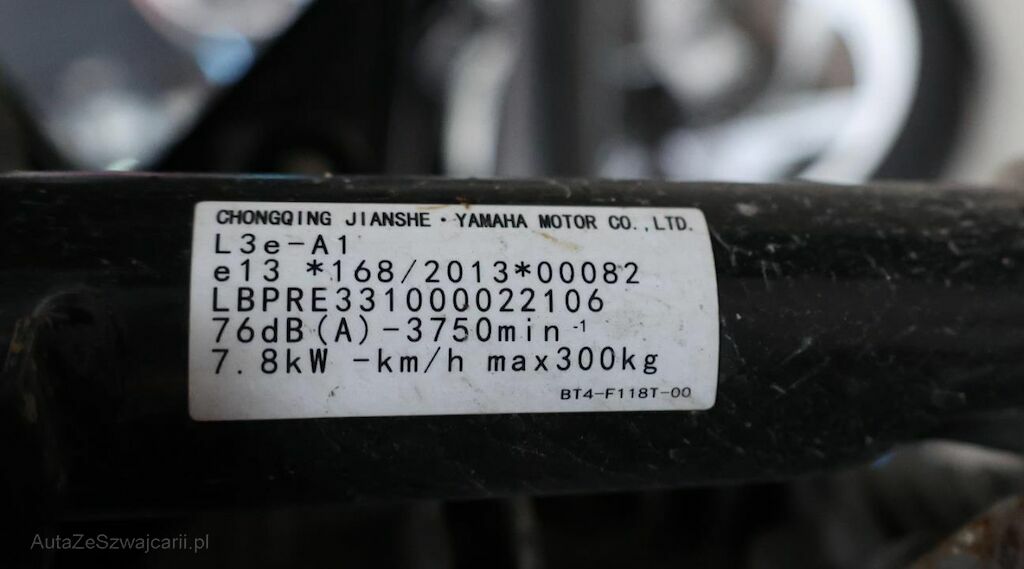 CHONGQING JIANSHE·YAMAHA MOTOR CO.,LTD.
L3e-A1
e13 *168/2013*00082
LBPRE331000022106
76dB(A)-3750min⁻¹
7.8kW -km/h max300kg
BT4-F118T-00
AutaZeSzwajcarii.pl